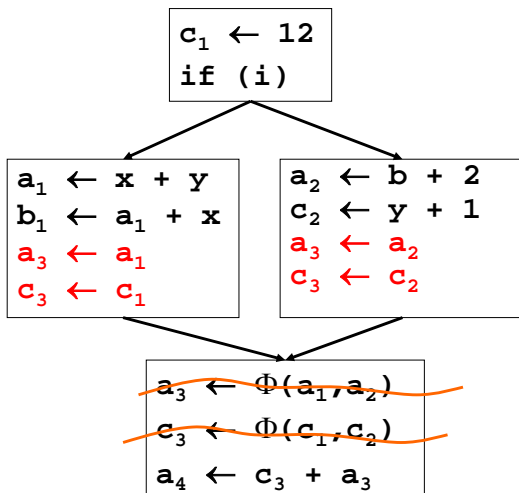 c₁ ← 12
if (i)
a₁ ← x + y
b₁ ← a₁ + x
a₃ ← a₁
c₃ ← c₁
a₂ ← b + 2
c₂ ← y + 1
a₃ ← a₂
c₃ ← c₂
a₃ ← Φ(a₁,a₂)
c₃ ← Φ(c₁,c₂)
a₄ ← c₃ + a₃